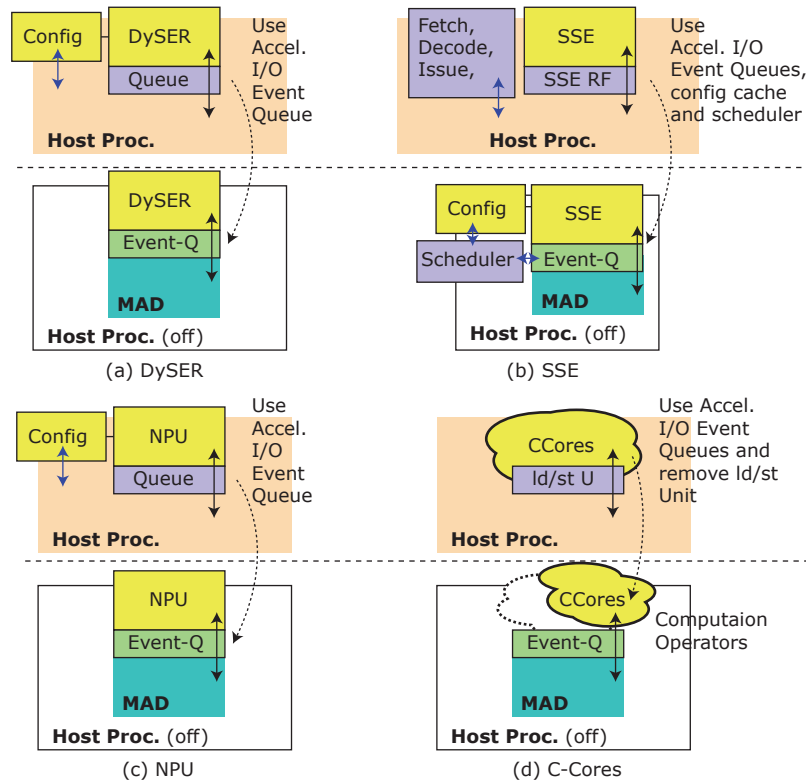 Config
DySER
Queue
Host Proc.
Use
Accel.
I/O
Event
Queue
Fetch,
Decode,
Issue,
SSE
SSE RF
Host Proc.
Use
Accel. I/O
Event Queues,
config cache
and scheduler
DySER
Event-Q
MAD
Host Proc. (off)
(a) DySER
Config
SSE
Scheduler
Event-Q
MAD
Host Proc. (off)
(b) SSE
Config
NPU
Queue
Host Proc.
Use
Accel.
I/O
Event
Queue
CCores
ld/st U
Host Proc.
Use Accel.
I/O Event
Queues and
remove ld/st
Unit
NPU
Event-Q
MAD
Host Proc. (off)
(c) NPU
CCores
Event-Q
Computaion
Operators
MAD
Host Proc. (off)
(d) C-Cores